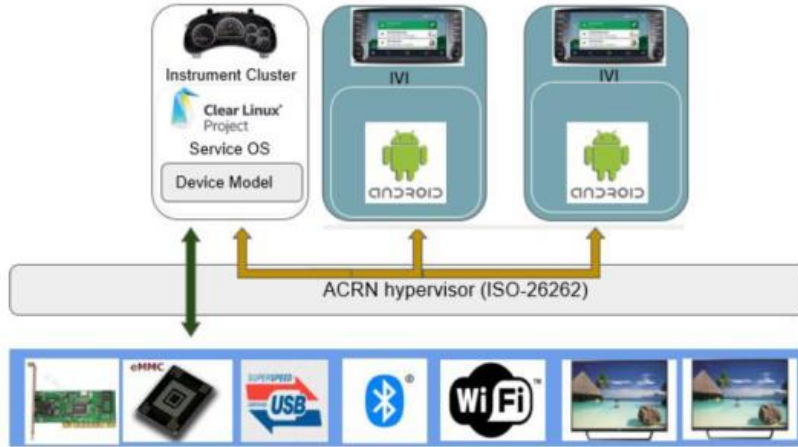 Instrument Cluster
Clear Linux*
Project
Service OS
Device Model
IVI
ANDROID
IVI
ANDROID
ACRN hypervisor (ISO-26262)
eMMC
SUPERSPEED
USB
®
WiFi™